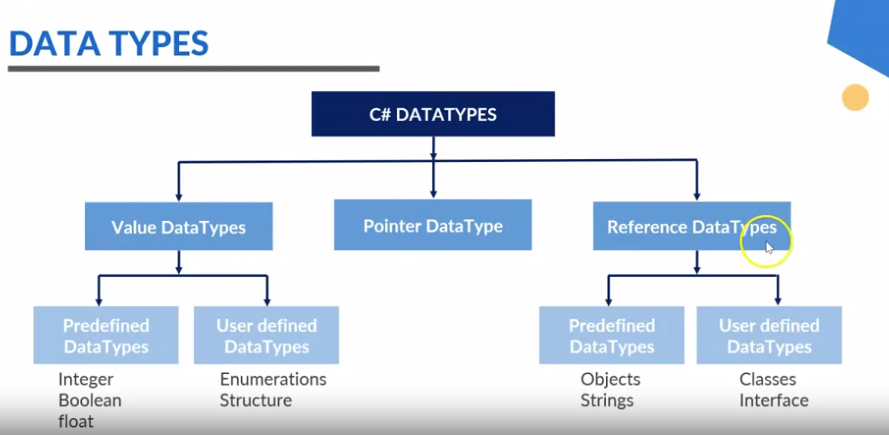 DATA TYPES
C# DATATYPES
Value DataTypes
Pointer DataType
Reference DataTypes
Predefined
DataTypes
User defined
DataTypes
Predefined
DataTypes
User defined
DataTypes
Integer
Boolean
float
Enumerations
Structure
Objects
Strings
Classes
Interface